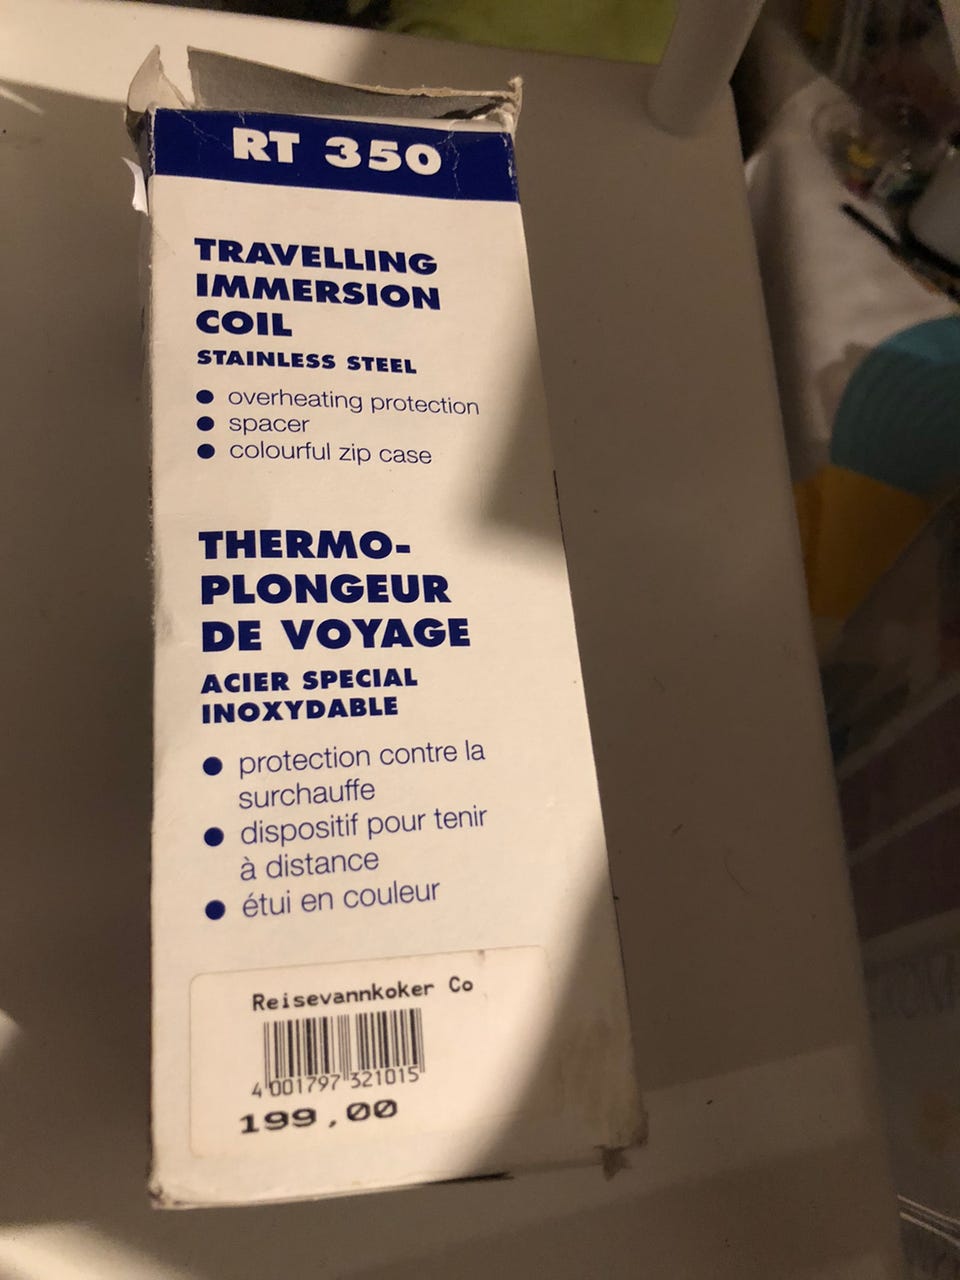 RT 350
TRAVELLING
IMMERSION
COIL
STAINLESS STEEL
● overheating protection
● spacer
● colourful zip case
THERMO-
PLONGEUR
DE VOYAGE
ACIER SPECIAL
INOXYDABLE
● protection contre la
surchauffe
● dispositif pour tenir
à distance
● étui en couleur
Reisevannkoker Co
4 001797 321015
199,00